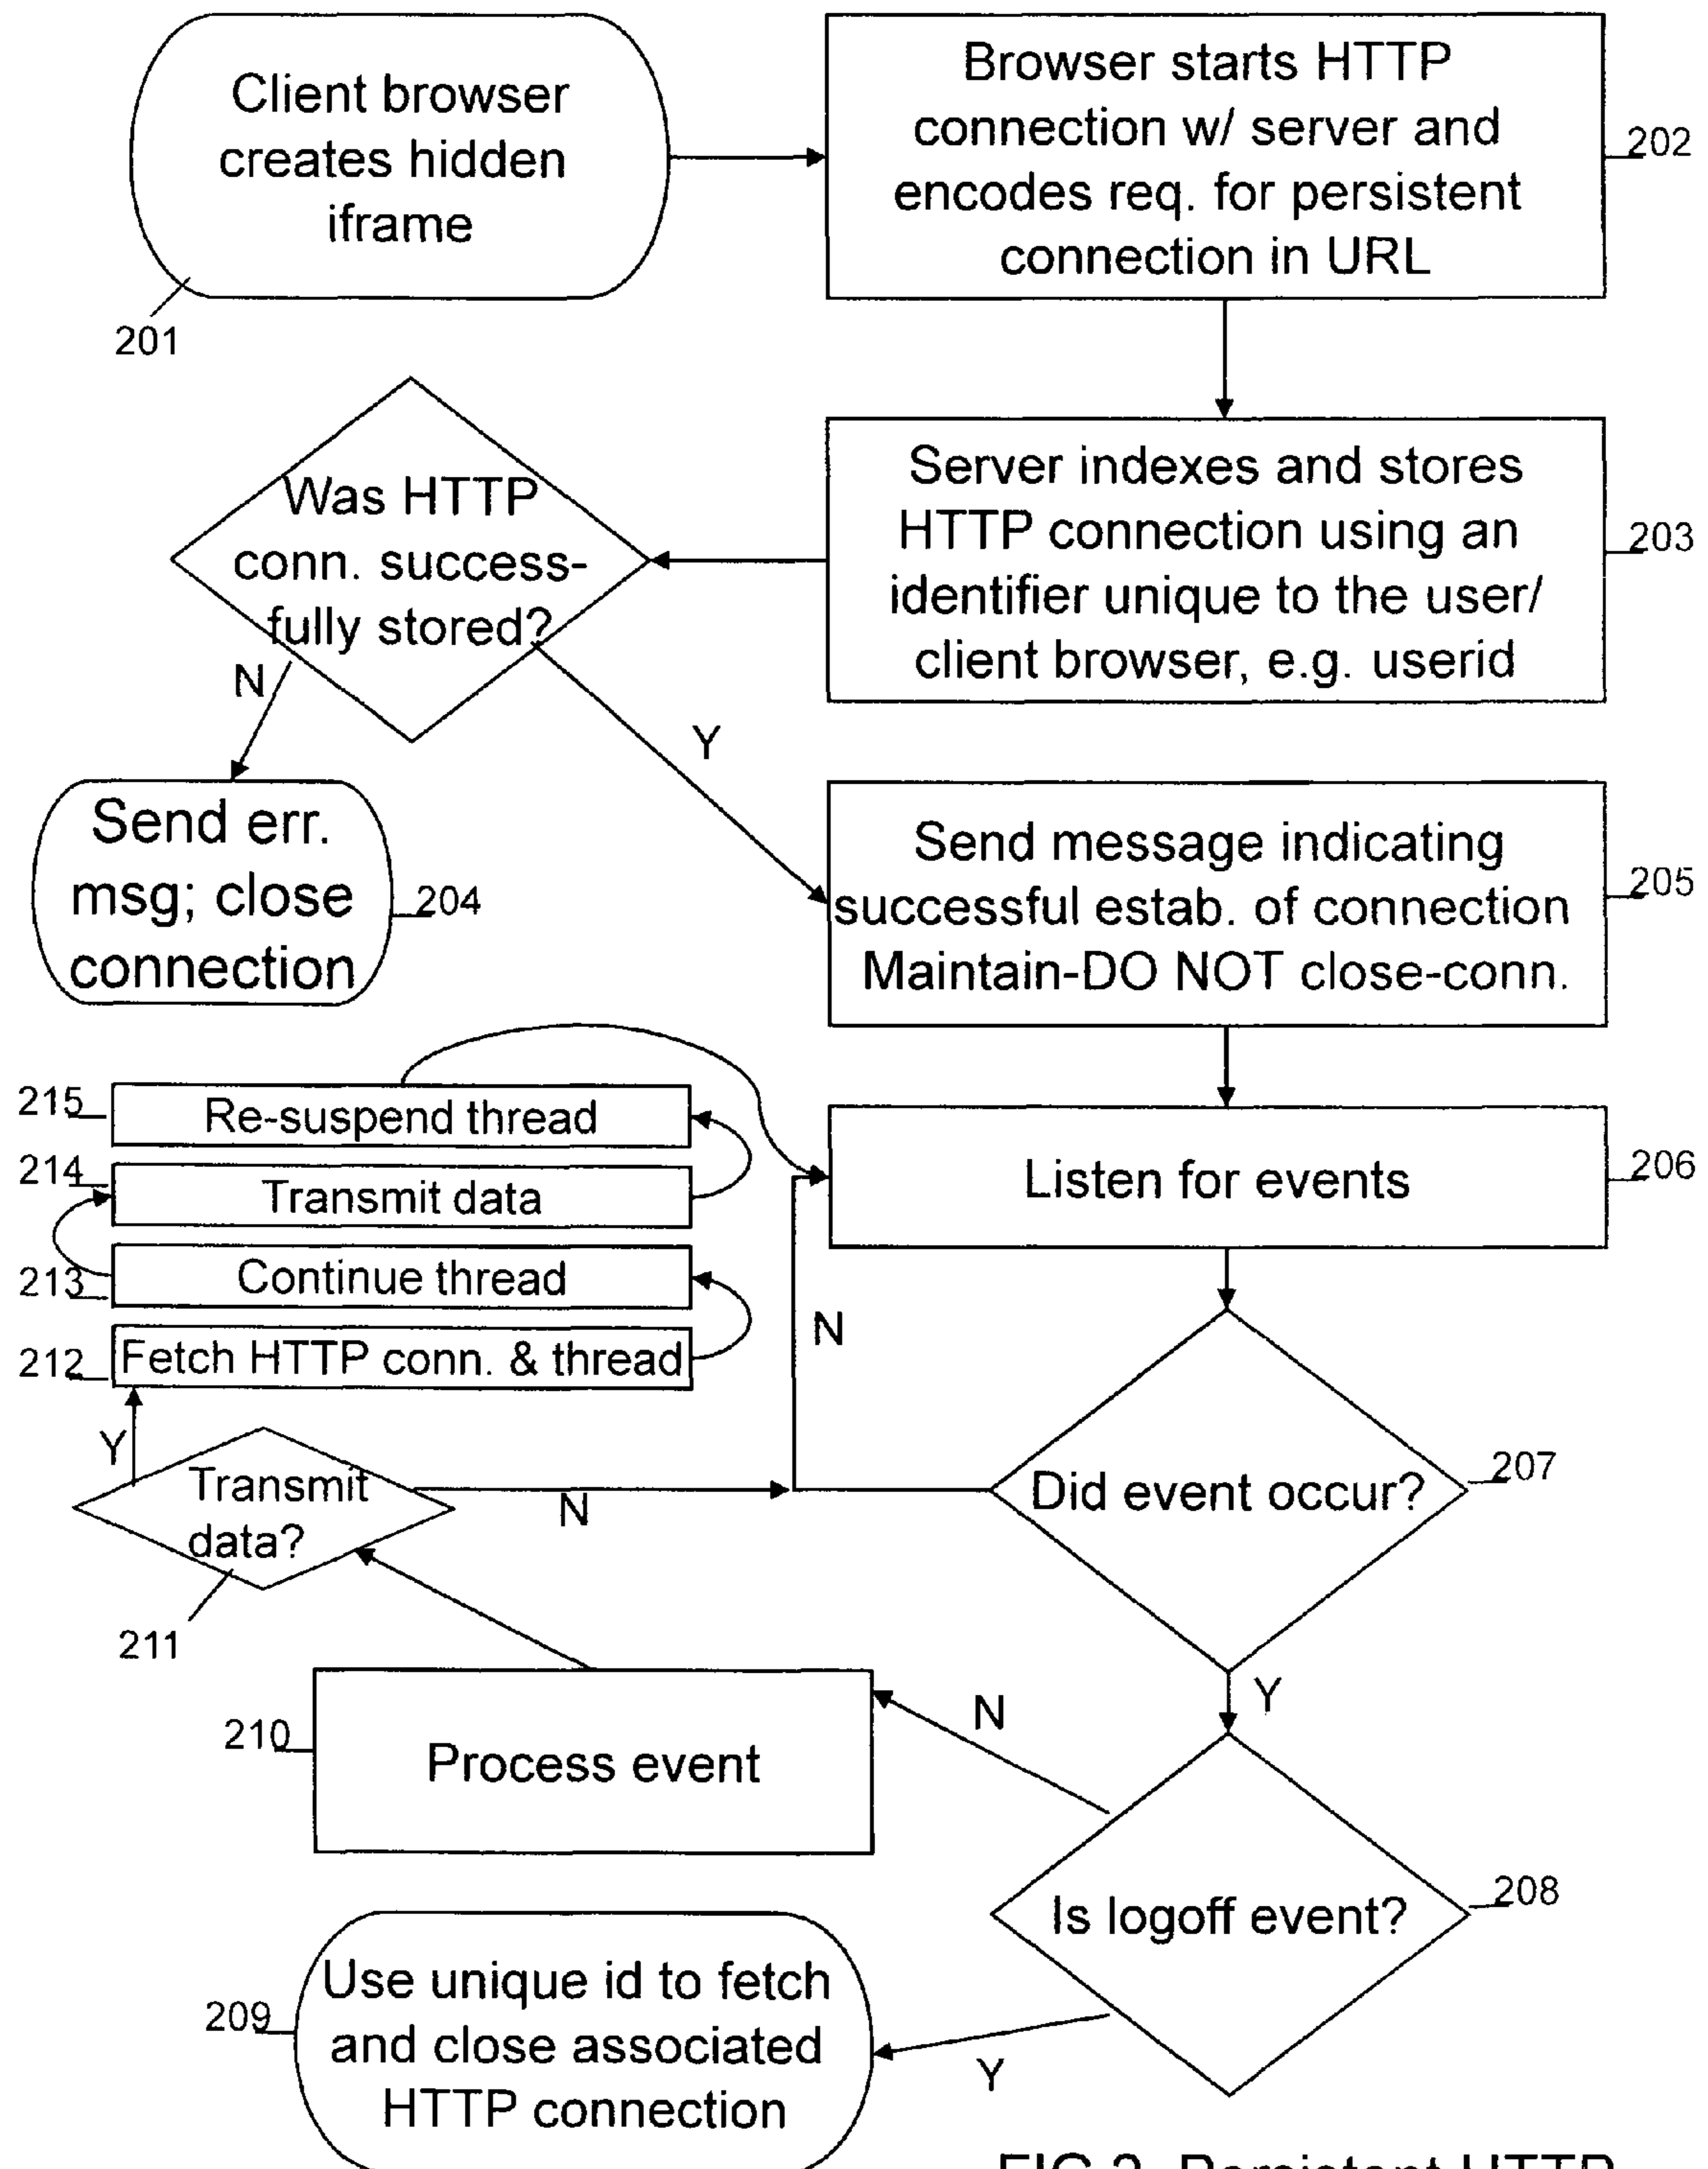 Client browser
creates hidden
iframe
201
Browser starts HTTP
connection w/ server and
encodes req. for persistent
connection in URL
202
Server indexes and stores
HTTP connection using an
identifier unique to the user/
client browser, e.g. userid
203
Was HTTP
conn. success-
fully stored?
N
Y
Send err.
msg; close
connection
204
Send message indicating
successful estab. of connection
Maintain-DO NOT close-conn.
205
215
Re-suspend thread
214
Transmit data
213
Continue thread
212
Fetch HTTP conn. & thread
Listen for events
206
N
Y
Transmit
data?
N
211
Did event occur?
207
Y
210
Process event
N
Is logoff event?
208
209
Use unique id to fetch
and close associated
HTTP connection
Y
FIG 2. Persistent HTTP